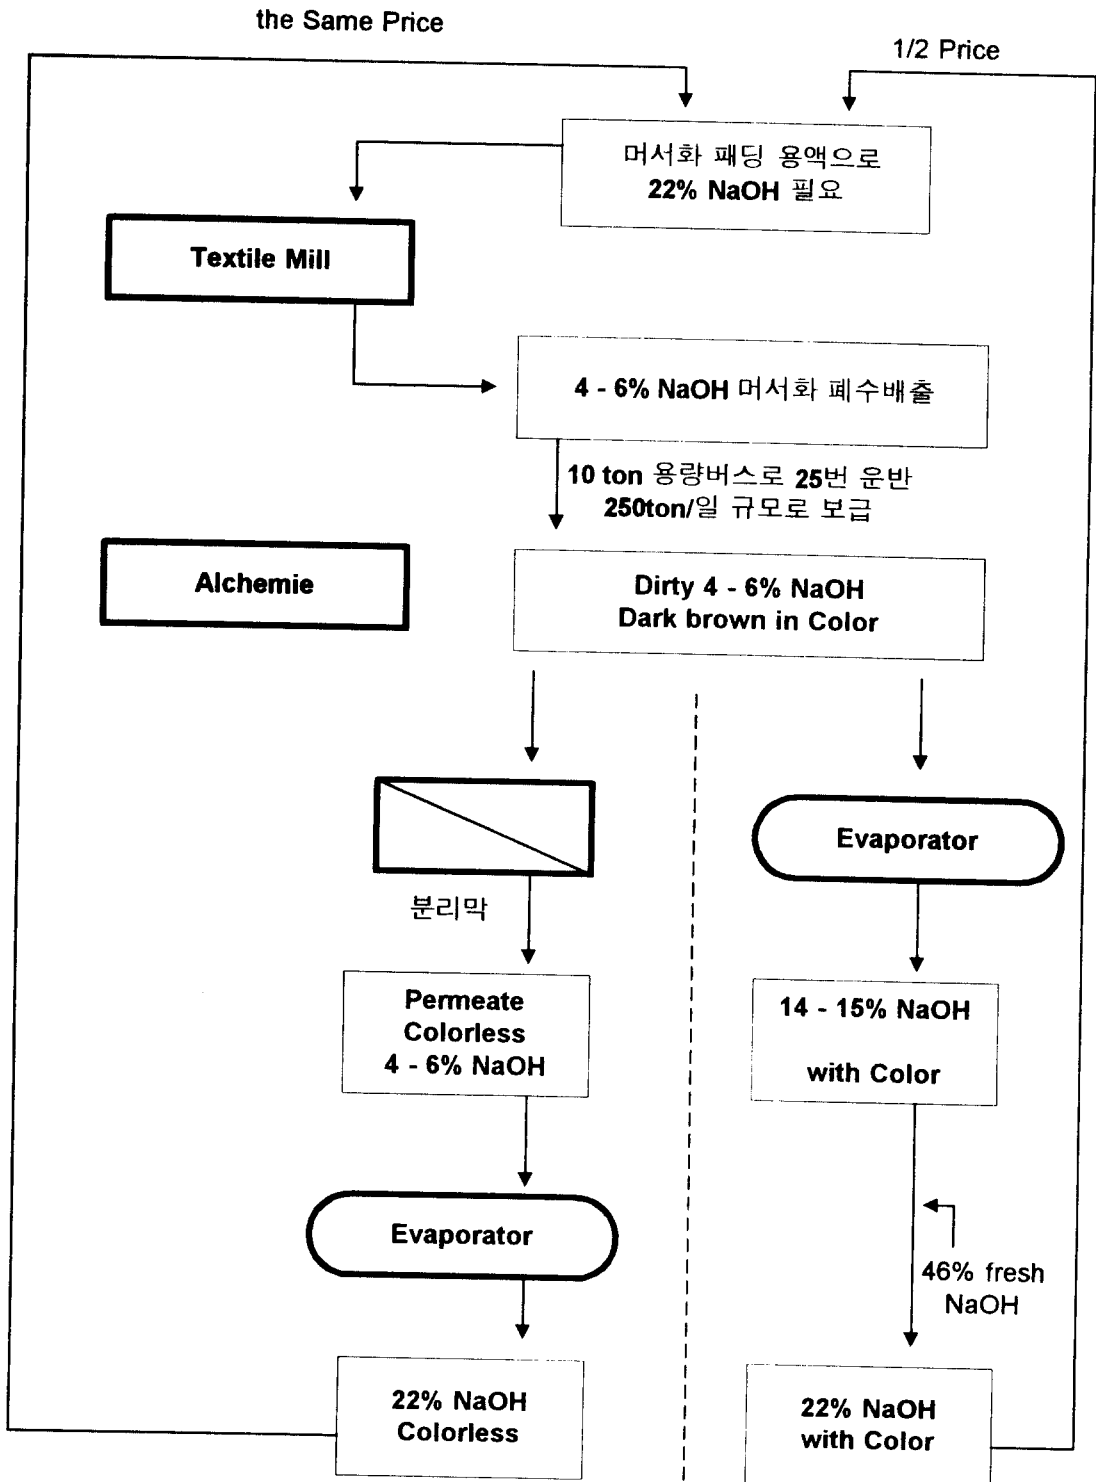 the Same Price
1/2 Price
머서화 패딩 용액으로
22% NaOH 필요
Textile Mill
4 - 6% NaOH 머서화 폐수배출
10 ton 용량버스로 25번 운반
250ton/일 규모로 보급
Alchemie
Dirty 4 - 6% NaOH
Dark brown in Color
Evaporator
분리막
Permeate
Colorless
4 - 6% NaOH
14 - 15% NaOH
with Color
Evaporator
46% fresh
NaOH
22% NaOH
Colorless
22% NaOH
with Color